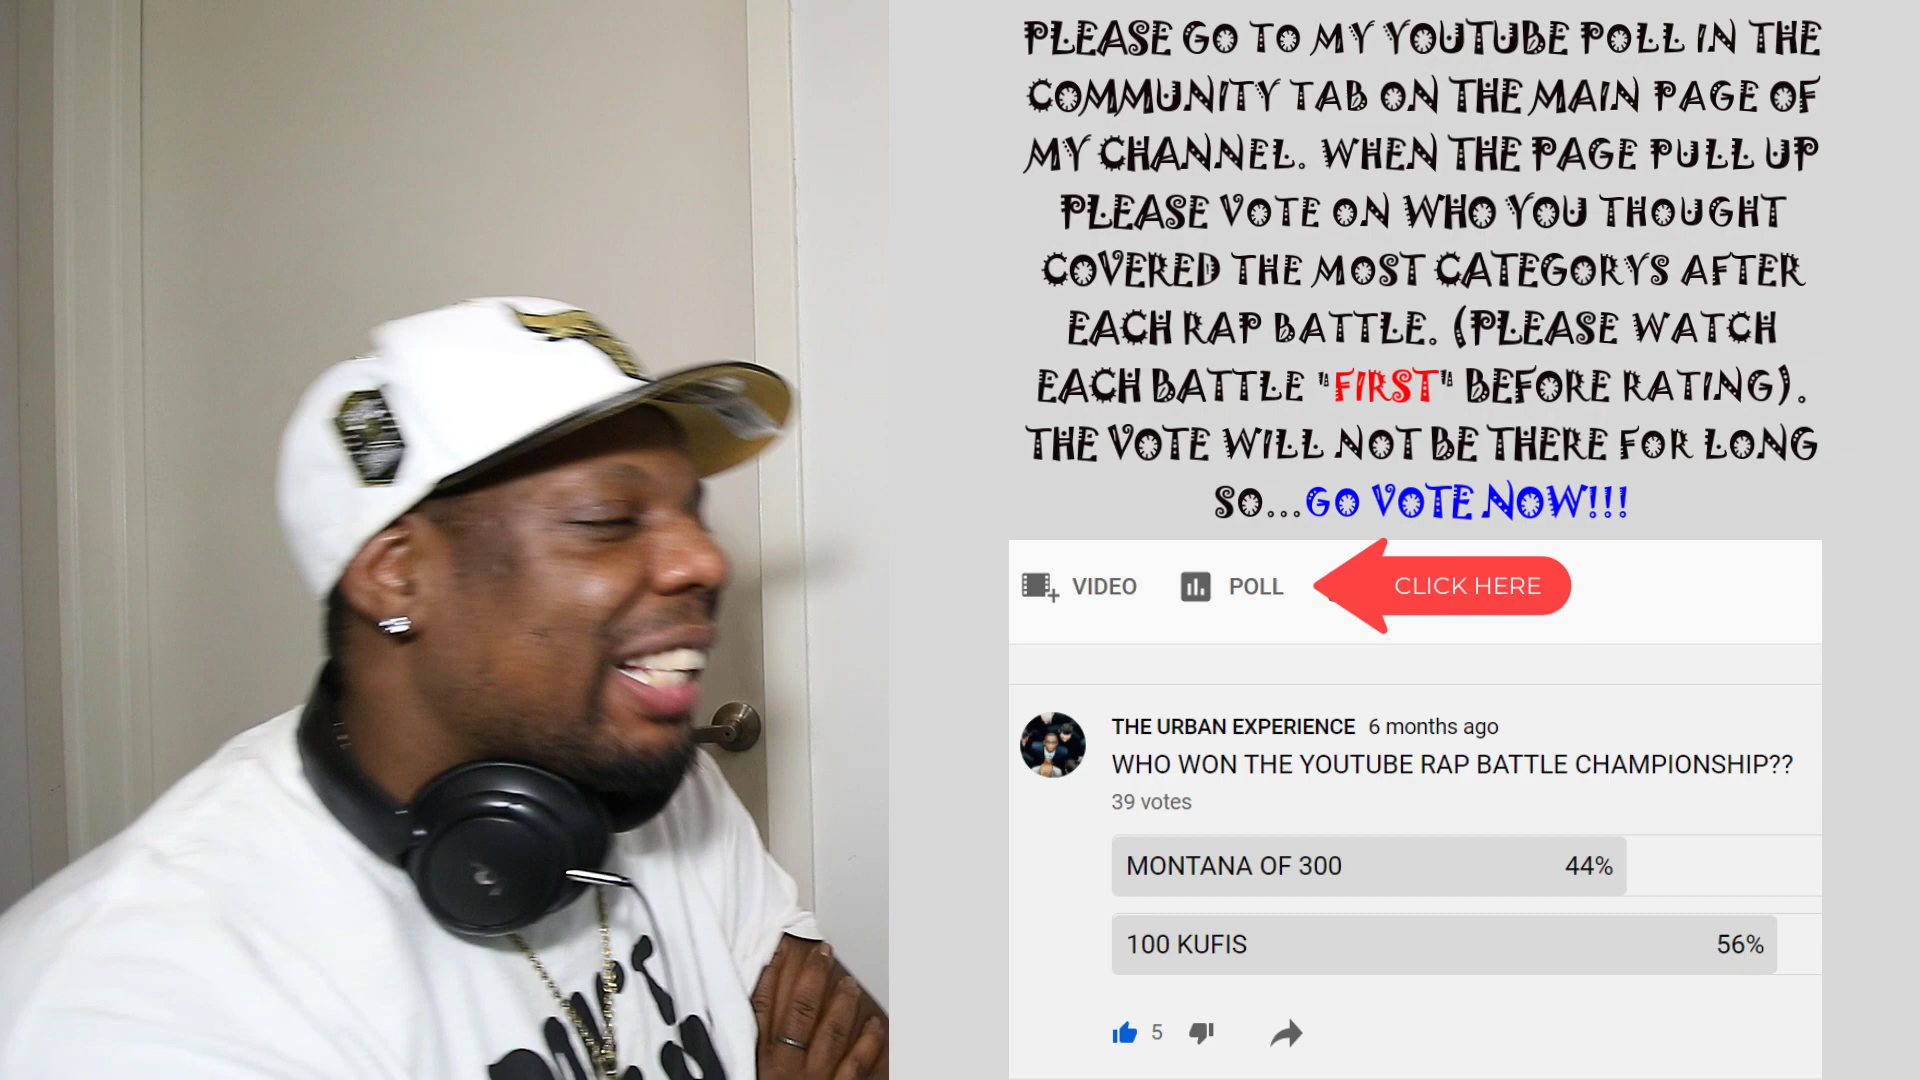 PLEASE GO TO MY YOUTUBE POLL IN THE
COMMUNITY TAB ON THE MAIN PAGE OF
MY CHANNEL. WHEN THE PAGE PULL UP
PLEASE VOTE ON WHO YOU THOUGHT
COVERED THE MOST CATEGORYS AFTER
EACH RAP BATTLE. (PLEASE WATCH
EACH BATTLE "FIRST" BEFORE RATING).
THE VOTE WILL NOT BE THERE FOR LONG
SO...GO VOTE NOW!!!
VIDEO POLL CLICK HERE
THE URBAN EXPERIENCE 6 months ago
WHO WON THE YOUTUBE RAP BATTLE CHAMPIONSHIP??
39 votes
MONTANA OF 300 44%
100 KUFIS 56%
5